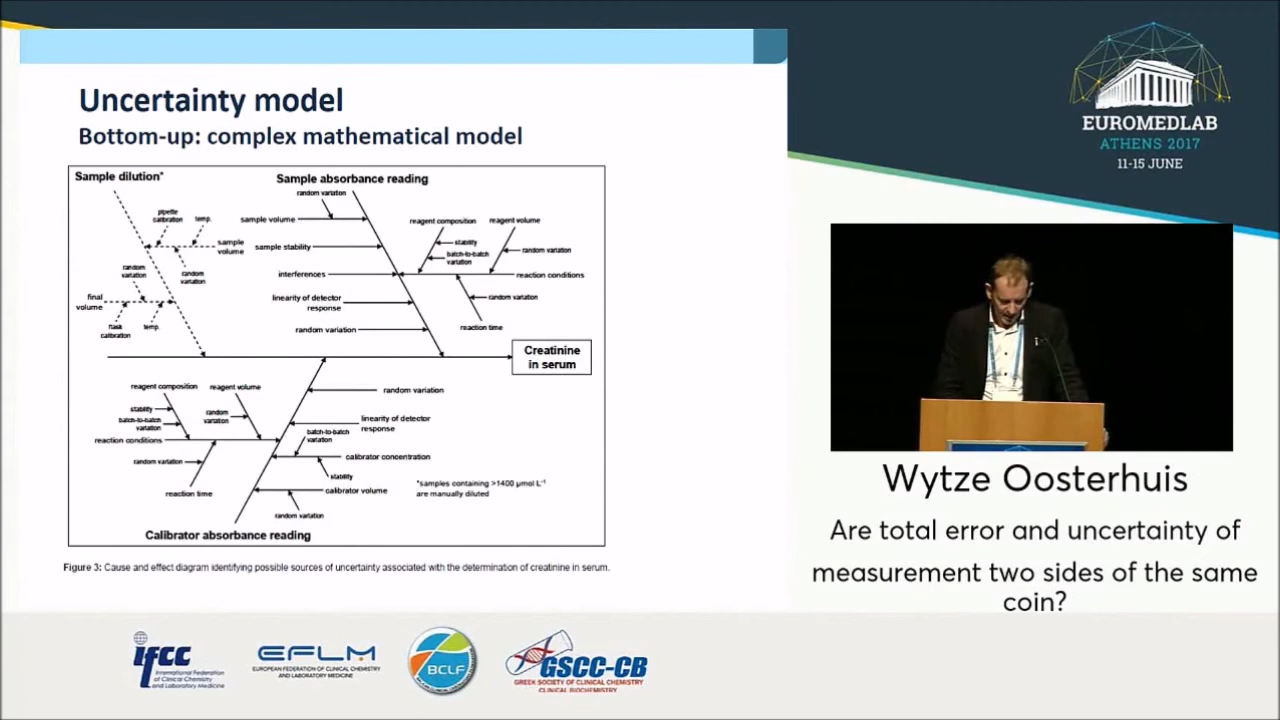 Uncertainty model
Bottom-up: complex mathematical model
Sample dilution*
pipette
calibration
temp.
sample
volume
random
variation
random
variation
final
volume
flask
calibration
temp.
Sample absorbance reading
random variation
sample volume
sample stability
interferences
linearity of detector
response
random variation
reagent composition
reagent volume
stability
batch-to-batch
variation
random variation
reaction conditions
random variation
reaction time
Creatinine
in serum
reagent composition
reagent volume
stability
batch-to-batch
variation
random
variation
reaction conditions
random variation
reaction time
random variation
linearity of detector
response
batch-to-batch
variation
calibrator concentration
stability
calibrator volume
random variation
*samples containing >1400 µmol L⁻¹
are manually diluted
Calibrator absorbance reading
Figure 3: Cause and effect diagram identifying possible sources of uncertainty associated with the determination of creatinine in serum.
EUROMEDLAB
ATHENS 2017
11-15 JUNE
Wytze Oosterhuis
Are total error and uncertainty of
measurement two sides of the same
coin?
ifcc
International Federation
of Clinical Chemistry
and Laboratory Medicine
EFLM
EUROPEAN FEDERATION OF CLINICAL CHEMISTRY
AND LABORATORY MEDICINE
BCLF
GSCC-CB
GREEK SOCIETY OF CLINICAL CHEMISTRY
CLINICAL BIOCHEMISTRY